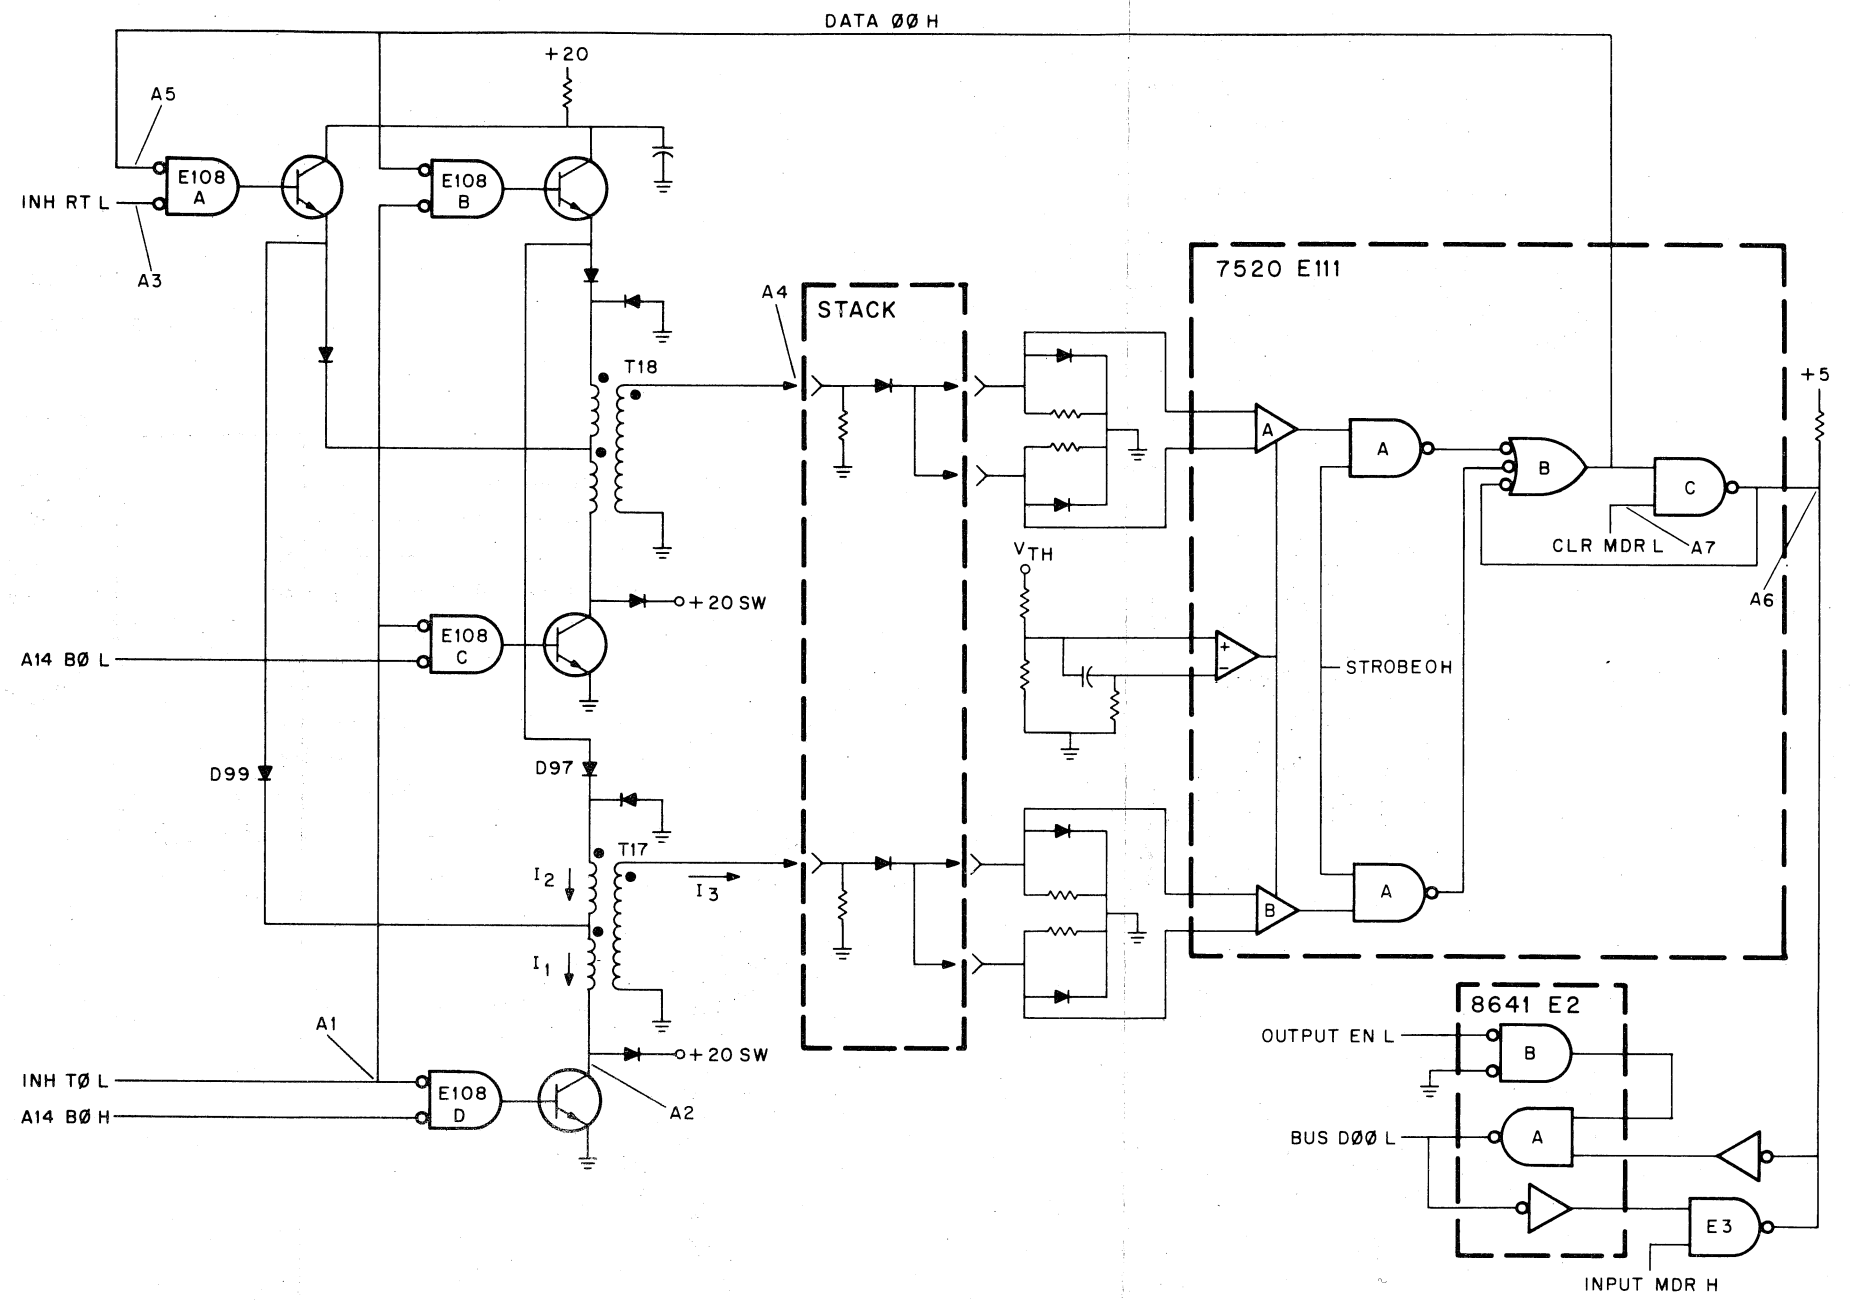 DATA ØØ H
+20
A5
E108 A
E108 B
INH RT L
A3
7520 E111
A4
STACK
T18
+5
A
A
B
C
CLR MDR L
A7
VTH
A6
+20 SW
E108 C
A14 BØ L
+
−
STROBEOH
D99
D97
T17
I2
I3
A
B
I1
8641 E2
A1
OUTPUT EN L
B
+20 SW
INH TØ L
E108 D
A14 BØ H
A2
BUS DØØ L
A
E3
INPUT MDR H